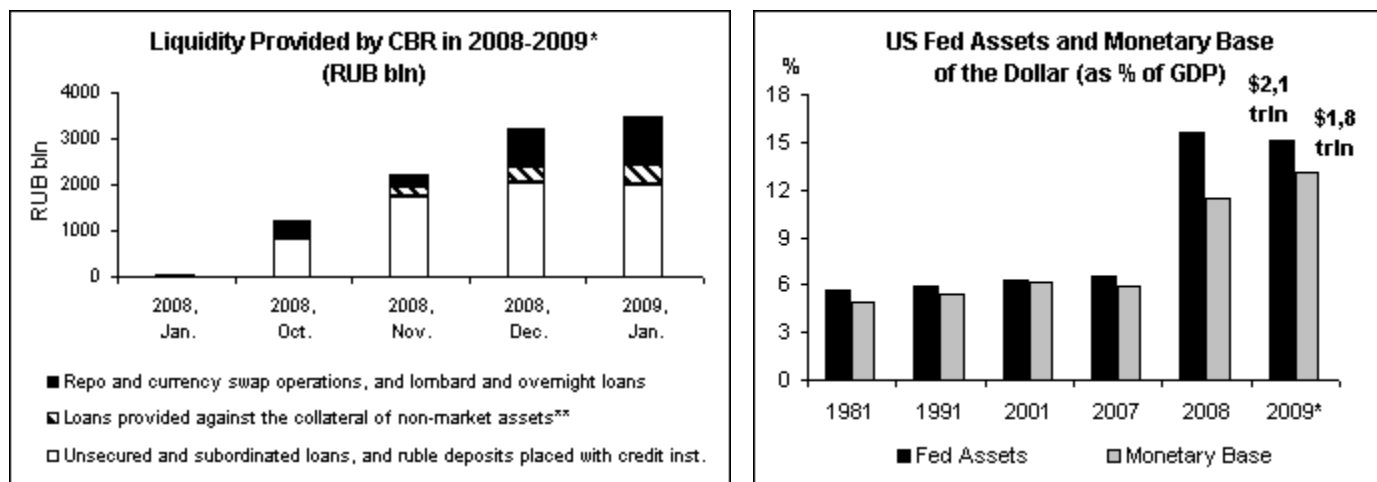 Liquidity Provided by CBR in 2008-2009*
(RUB bln)
RUB bln
4000
3000
2000
1000
0
2008, Jan.
2008, Oct.
2008, Nov.
2008, Dec.
2009, Jan.
Repo and currency swap operations, and lombard and overnight loans
Loans provided against the collateral of non-market assets**
Unsecured and subordinated loans, and ruble deposits placed with credit inst.
US Fed Assets and Monetary Base
of the Dollar (as % of GDP)
%
$2,1
trln
$1,8
trln
18
15
12
9
6
3
0
1981
1991
2001
2007
2008
2009*
Fed Assets
Monetary Base